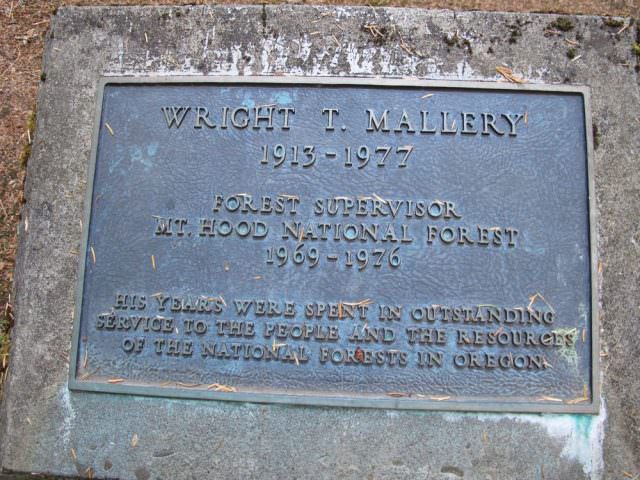 WRIGHT T. MALLERY
1913-1977
FOREST SUPERVISOR
MT. HOOD NATIONAL FOREST
1969-1976
HIS YEARS WERE SPENT IN OUTSTANDING
SERVICE TO THE PEOPLE AND THE RESOURCES
OF THE NATIONAL FORESTS IN OREGON.